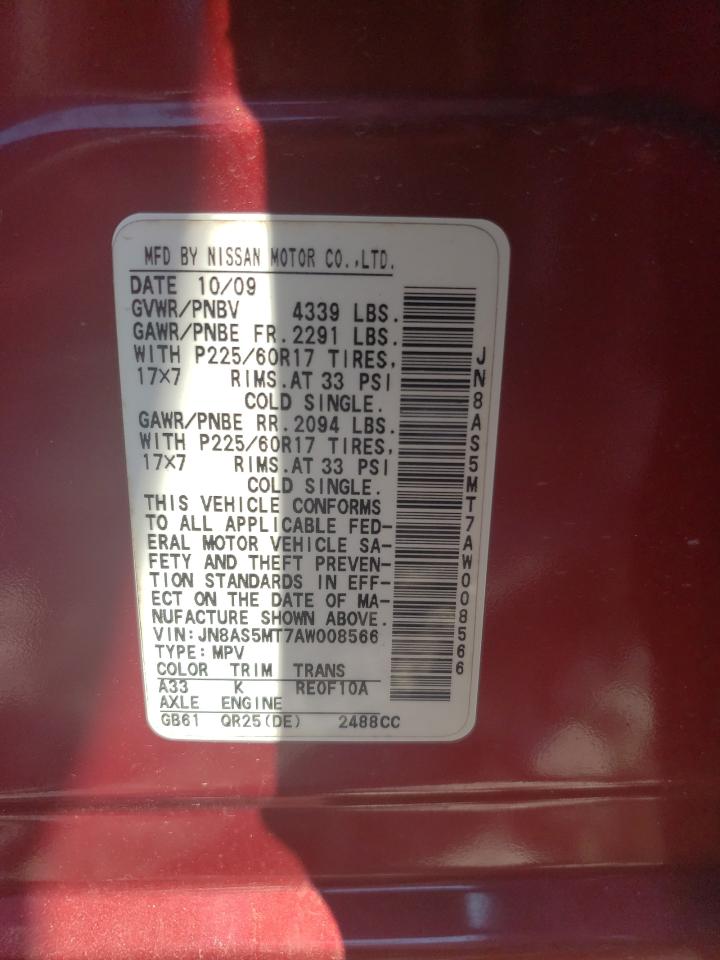 MFD BY NISSAN MOTOR CO.,LTD.
DATE 10/09
GVWR/PNBV 4339 LBS.
GAWR/PNBE FR.2291 LBS.
WITH P225/60R17 TIRES,
17×7 RIMS.AT 33 PSI
COLD SINGLE.
GAWR/PNBE RR.2094 LBS.
WITH P225/60R17 TIRES,
17×7 RIMS.AT 33 PSI
COLD SINGLE.
THIS VEHICLE CONFORMS
TO ALL APPLICABLE FED-
ERAL MOTOR VEHICLE SA-
FETY AND THEFT PREVEN-
TION STANDARDS IN EFF-
ECT ON THE DATE OF MA-
NUFACTURE SHOWN ABOVE.
VIN:JN8AS5MT7AW008566
TYPE:MPV
COLOR TRIM TRANS
A33 K RE0F10A
AXLE ENGINE
GB61 QR25(DE) 2488CC
JN8AS5MT7AW008566